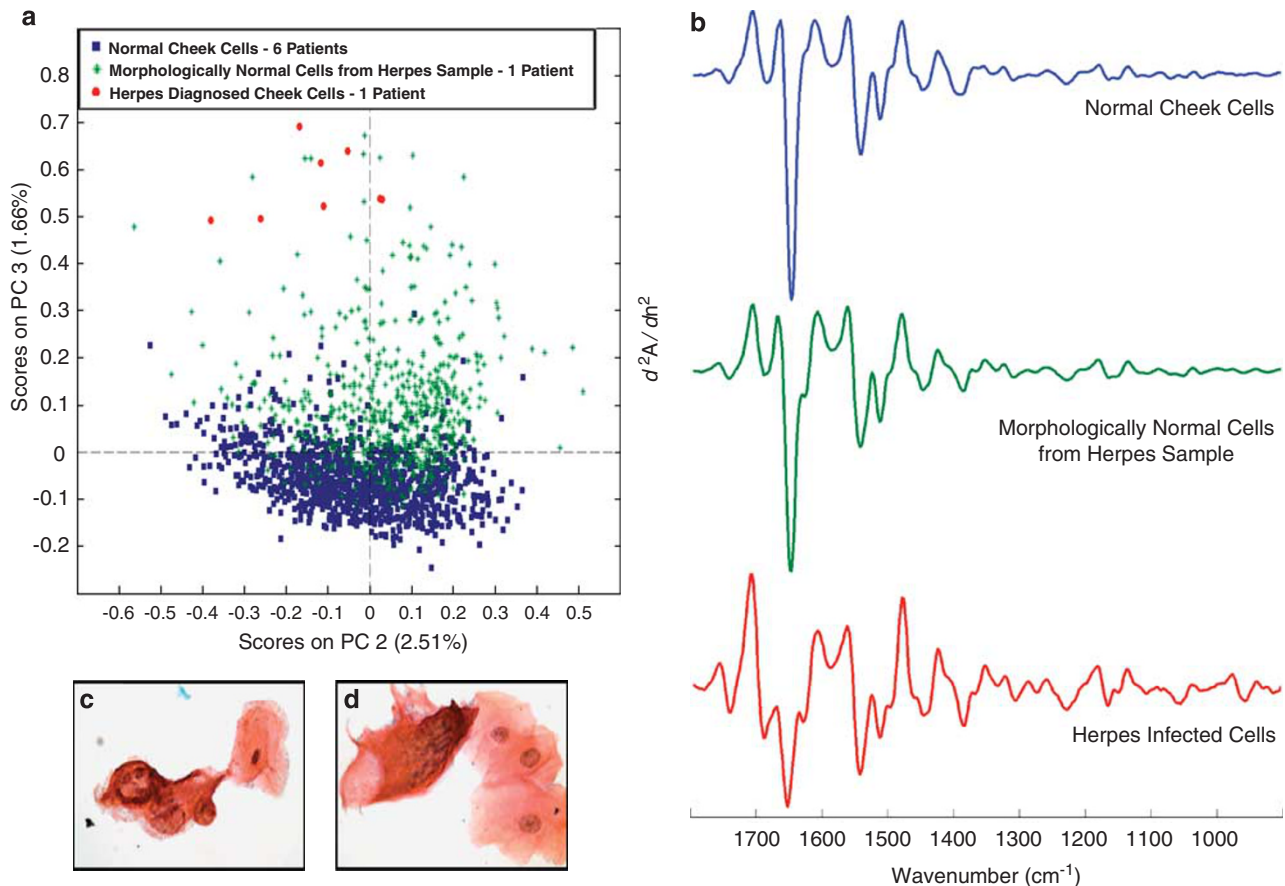 a
Normal Cheek Cells - 6 Patients
Morphologically Normal Cells from Herpes Sample - 1 Patient
Herpes Diagnosed Cheek Cells - 1 Patient
0.8
0.7
0.6
0.5
0.4
0.3
0.2
0.1
0
-0.1
-0.2
Scores on PC 3 (1.66%)
-0.6 -0.5 -0.4 -0.3 -0.2 -0.1 0 0.1 0.2 0.3 0.4 0.5
Scores on PC 2 (2.51%)
b
Normal Cheek Cells
Morphologically Normal Cells
from Herpes Sample
Herpes Infected Cells
d²A/dn²
1700 1600 1500 1400 1300 1200 1100 1000
Wavenumber (cm⁻¹)
c
d